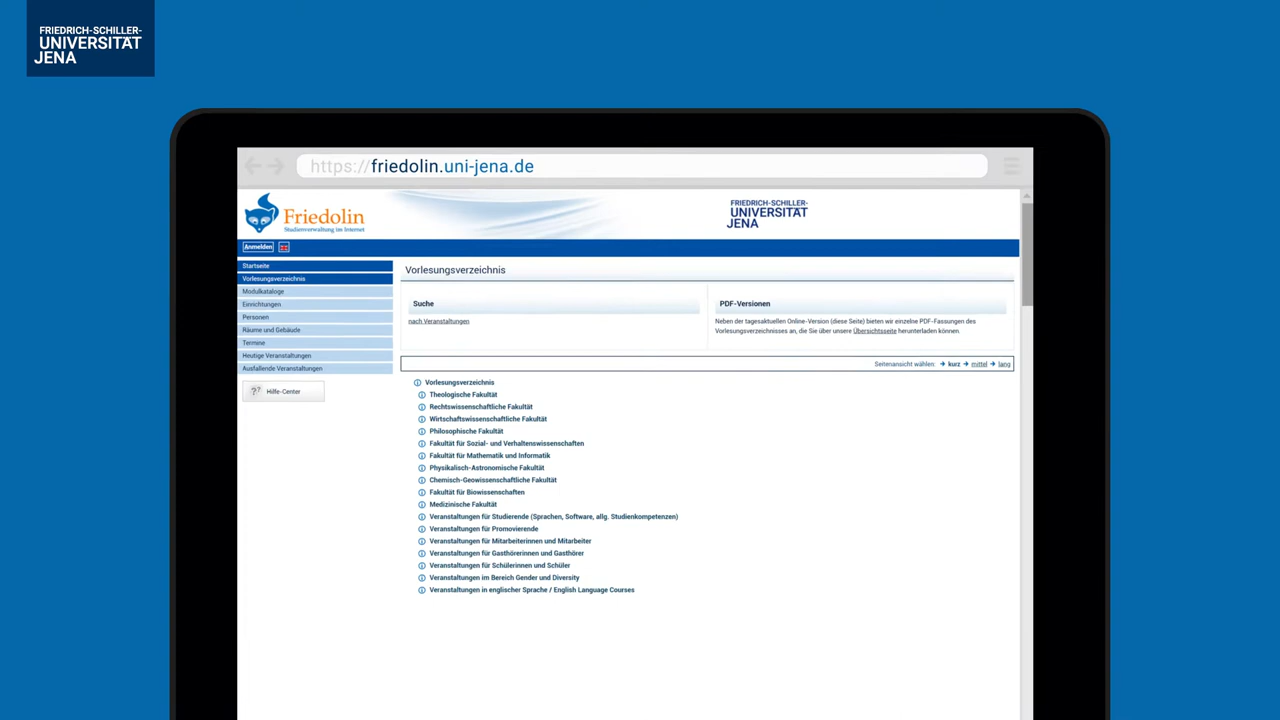 FRIEDRICH-SCHILLER-
UNIVERSITÄT
JENA
https://friedolin.uni-jena.de
Friedolin
Studienverwaltung im Internet
FRIEDRICH-SCHILLER-
UNIVERSITÄT
JENA
Anmelden
Startseite
Vorlesungsverzeichnis
Modulkataloge
Einrichtungen
Personen
Räume und Gebäude
Termine
Heutige Veranstaltungen
Ausfallende Veranstaltungen
?? Hilfe-Center
Vorlesungsverzeichnis
Suche
nach Veranstaltungen
PDF-Versionen
Neben der tagesaktuellen Online-Version (diese Seite) bieten wir einzelne PDF-Fassungen des
Vorlesungsverzeichnisses an, die Sie über unsere Übersichtsseite herunterladen können.
Seitenansicht wählen: → kurz → mittel → lang
Vorlesungsverzeichnis
Theologische Fakultät
Rechtswissenschaftliche Fakultät
Wirtschaftswissenschaftliche Fakultät
Philosophische Fakultät
Fakultät für Sozial- und Verhaltenswissenschaften
Fakultät für Mathematik und Informatik
Physikalisch-Astronomische Fakultät
Chemisch-Geowissenschaftliche Fakultät
Fakultät für Biowissenschaften
Medizinische Fakultät
Veranstaltungen für Studierende (Sprachen, Software, allg. Studienkompetenzen)
Veranstaltungen für Promovierende
Veranstaltungen für Mitarbeiterinnen und Mitarbeiter
Veranstaltungen für Gasthörerinnen und Gasthörer
Veranstaltungen für Schülerinnen und Schüler
Veranstaltungen im Bereich Gender und Diversity
Veranstaltungen in englischer Sprache / English Language Courses